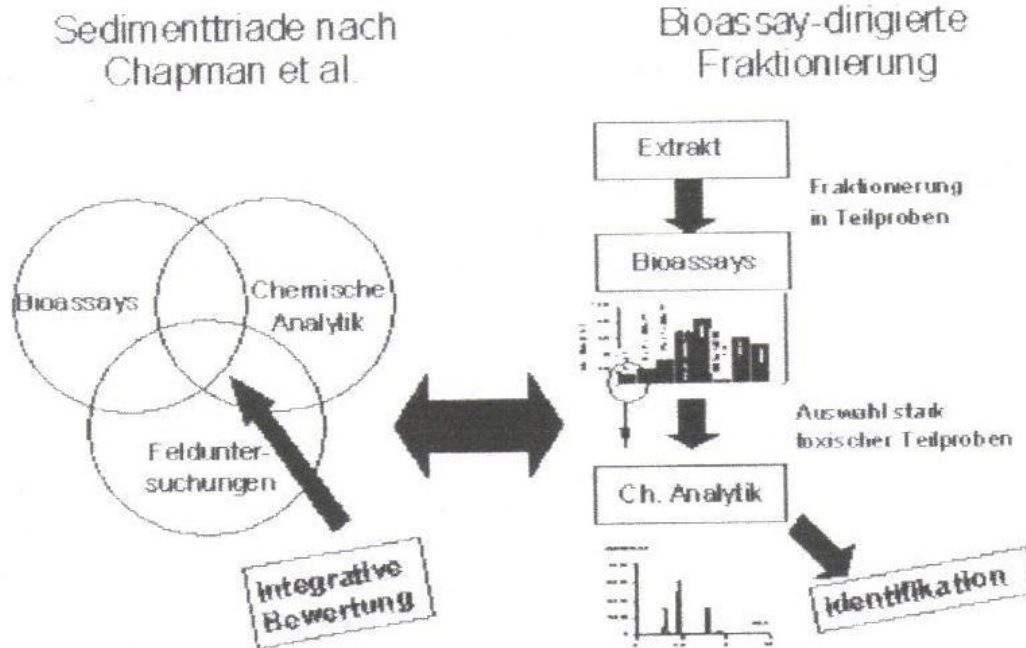 Sedimenttriade nach
Chapman et al.
Bioassays
Chemische
Analytik
Feldunter-
suchungen
Integrative
Bewertung
Bioassay-dirigierte
Fraktionierung
Extrakt
Fraktionierung
in Teilproben
Bioassays
Auswahl stark
toxischer Teilproben
Ch. Analytik
Identifikation